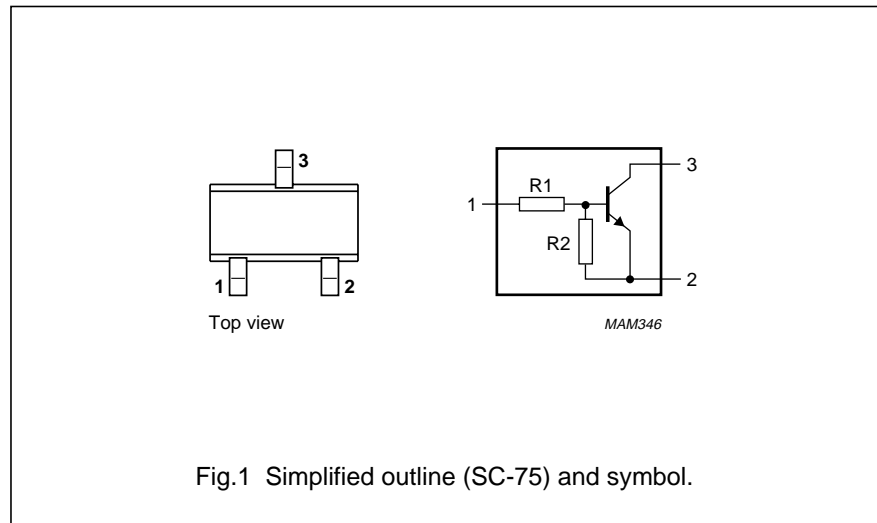 3
1
2
Top view
R1
R2
1
3
2
MAM346
Fig.1 Simplified outline (SC-75) and symbol.